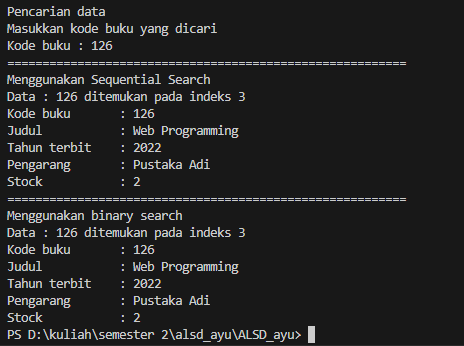 Pencarian data
Masukkan kode buku yang dicari
Kode buku : 126
=========================================================
Menggunakan Sequential Search
Data : 126 ditemukan pada indeks 3
Kode buku       : 126
Judul           : Web Programming
Tahun terbit    : 2022
Pengarang       : Pustaka Adi
Stock           : 2
=========================================================
Menggunakan binary search
Data : 126 ditemukan pada indeks 3
Kode buku       : 126
Judul           : Web Programming
Tahun terbit    : 2022
Pengarang       : Pustaka Adi
Stock           : 2
PS D:\kuliah\semester 2\alsd_ayu\ALSD_ayu>